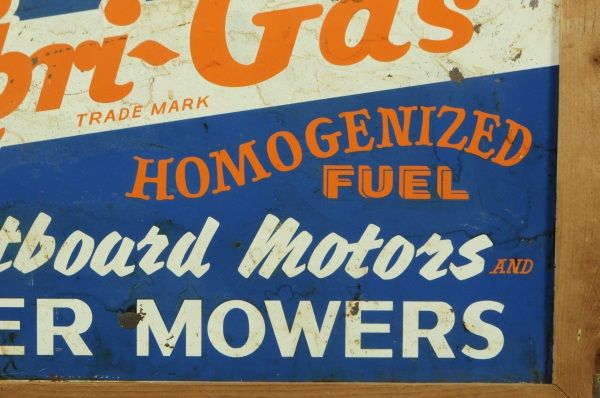 bri-Gas
TRADE MARK
HOMOGENIZED
FUEL
tboard Motors AND
ER MOWERS